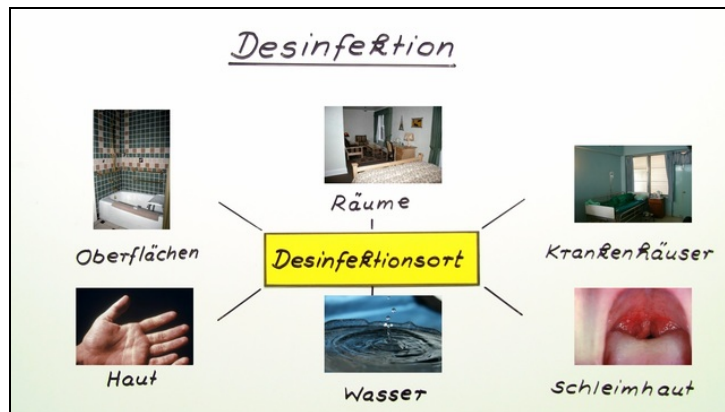 Desinfektion
Räume
Oberflächen
Desinfektionsort
Krankenhäuser
Haut
Wasser
Schleimhaut